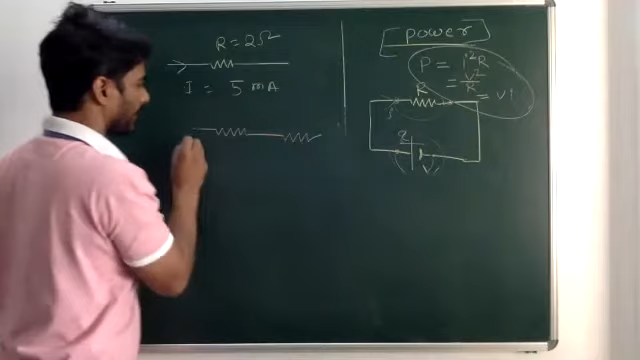 R = 2Ω
I = 5 mA
power
P = I²R
= V²/R
= VI
R
I
V